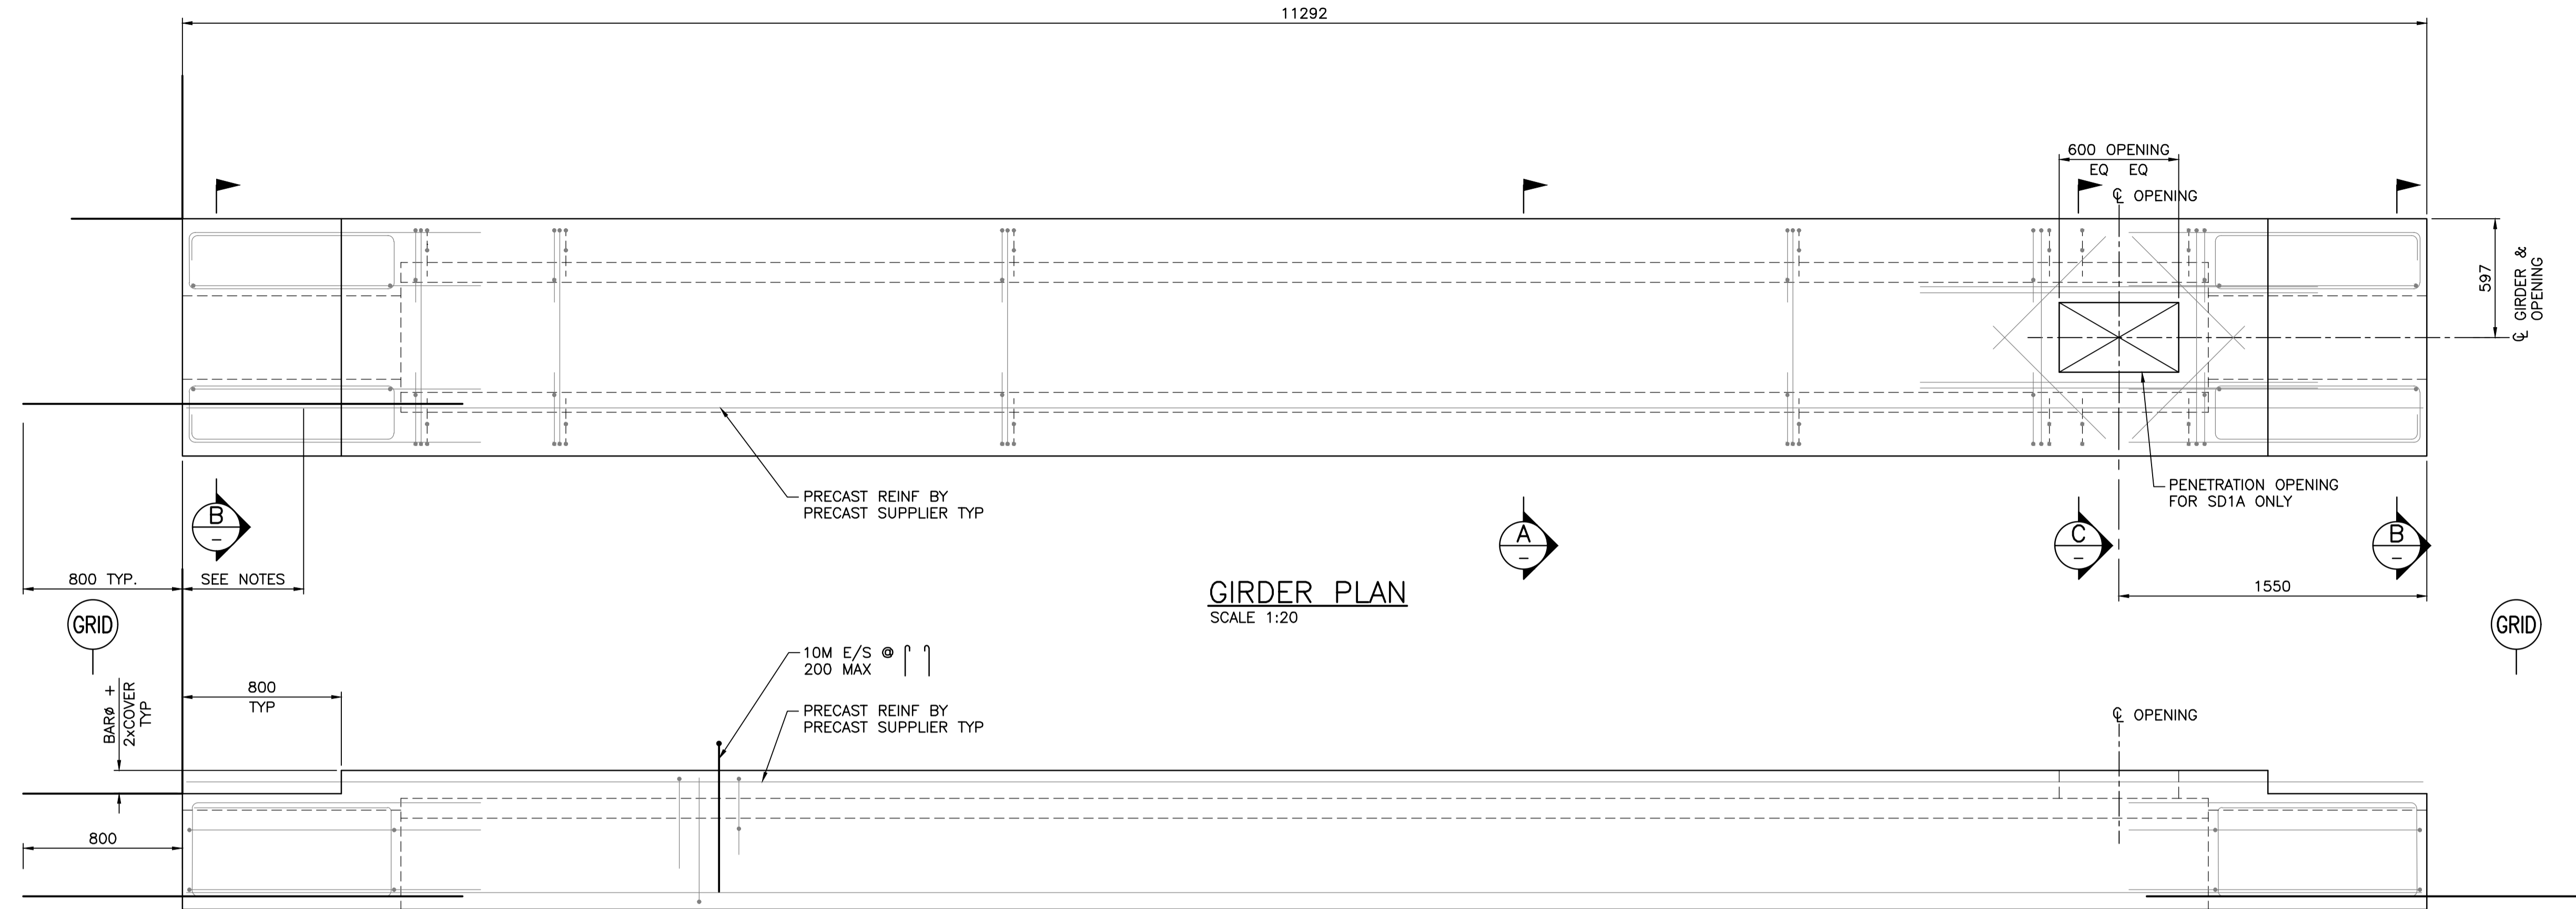 11292
600 OPENING
EQ EQ
℄ OPENING
597
℄ GIRDER &
OPENING
PRECAST REINF BY
PRECAST SUPPLIER TYP
PENETRATION OPENING
FOR SD1A ONLY
B
–
A
–
C
–
B
–
800 TYP.
SEE NOTES
1550
GIRDER PLAN
SCALE 1:20
GRID
GRID
10M E/S @
200 MAX
BARØ +
2xCOVER
TYP
800
TYP
PRECAST REINF BY
PRECAST SUPPLIER TYP
℄ OPENING
800